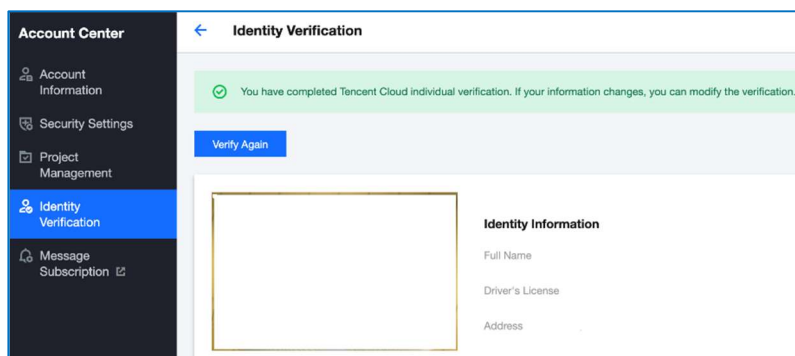 Account Center
Account
Information
Security Settings
Project
Management
Identity
Verification
Message
Subscription
Identity Verification
You have completed Tencent Cloud individual verification. If your information changes, you can modify the verification.
Verify Again
Identity Information
Full Name
Driver's License
Address